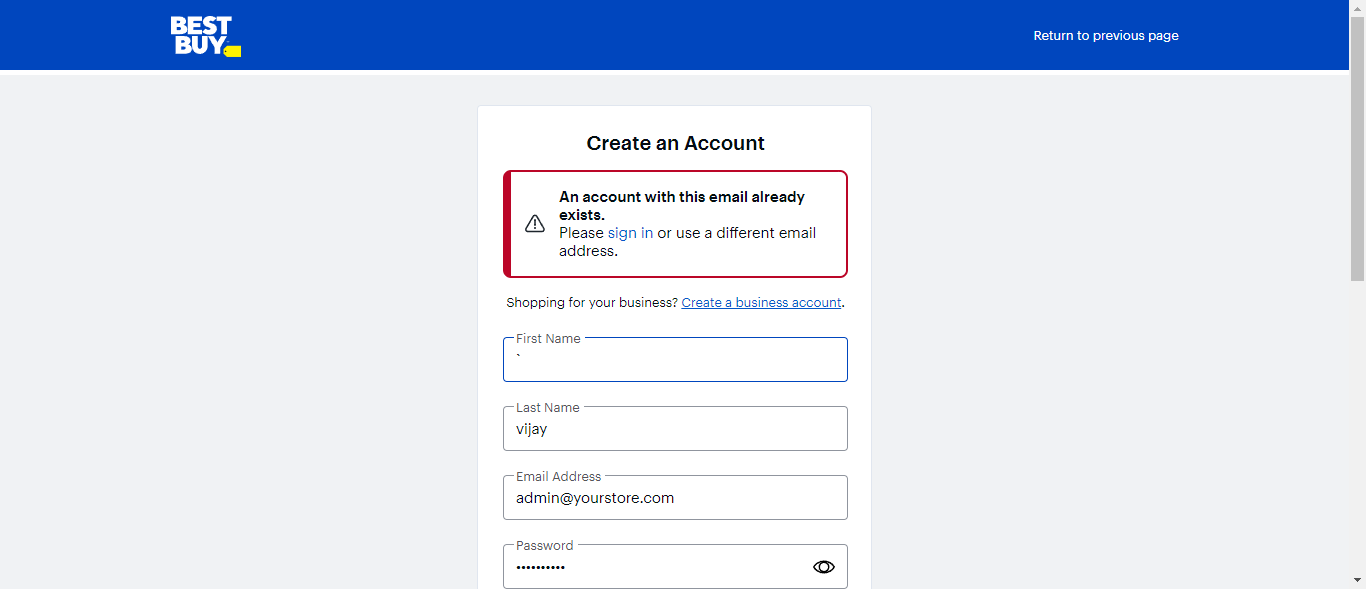 BEST
BUY
Return to previous page
Create an Account
An account with this email already
exists.
Please sign in or use a different email
address.
Shopping for your business? Create a business account.
First Name
`
Last Name
vijay
Email Address
admin@yourstore.com
Password
••••••••••